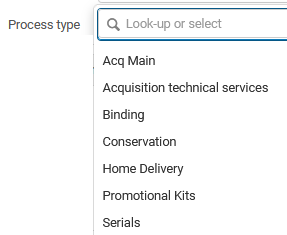 Process type
Look-up or select
Acq Main
Acquisition technical services
Binding
Conservation
Home Delivery
Promotional Kits
Serials